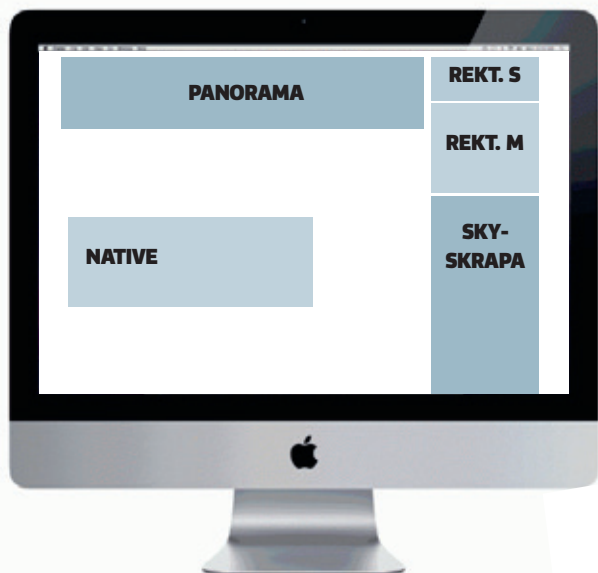 PANORAMA
REKT. S
REKT. M
NATIVE
SKY-
SKRAPA